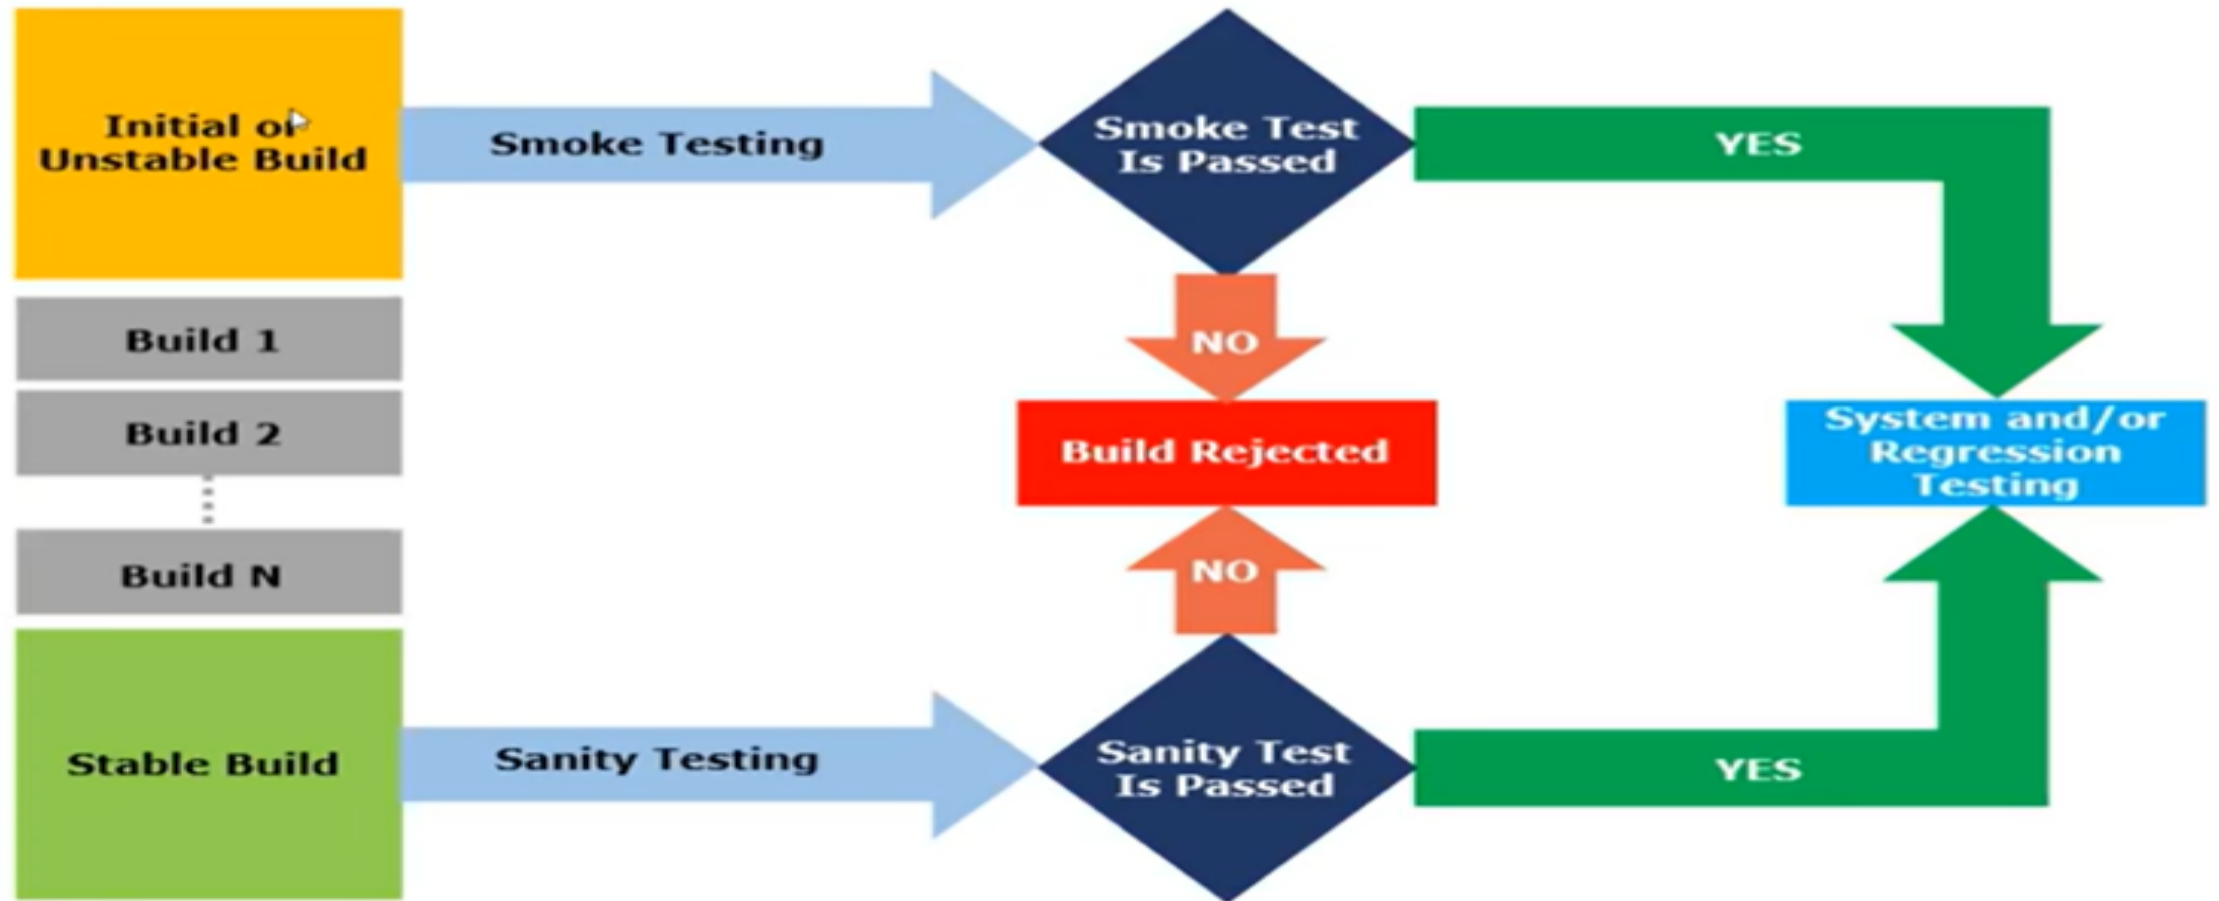 Initial or
Unstable Build
Smoke Testing
Smoke Test
Is Passed
YES
Build 1
NO
Build 2
Build Rejected
System and/or
Regression
Testing
Build N
NO
Stable Build
Sanity Testing
Sanity Test
Is Passed
YES